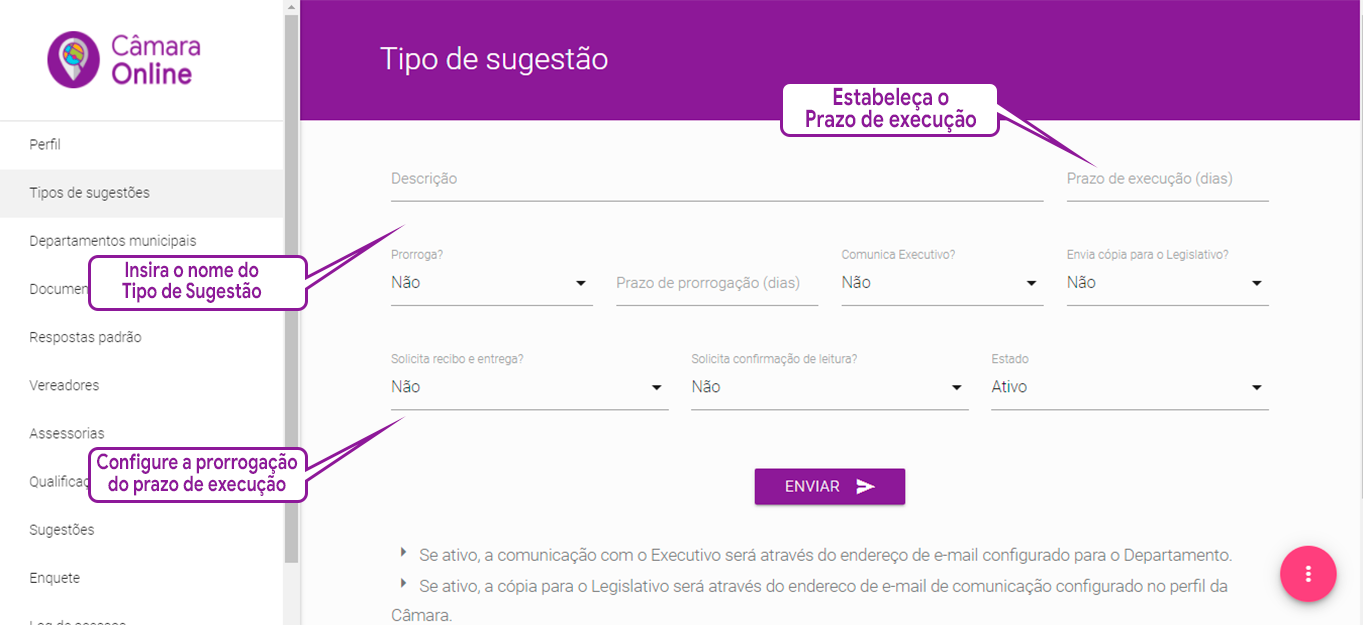 Câmara
Online
Perfil
Tipos de sugestões
Departamentos municipais
Documen
Respostas padrão
Vereadores
Assessorias
Qualificaç
Sugestões
Enquete
Log de acessos
Tipo de sugestão
Estabeleça o
Prazo de execução
Descrição
Prazo de execução (dias)
Insira o nome do
Tipo de Sugestão
Prorroga?
Não
Prazo de prorrogação (dias)
Comunica Executivo?
Não
Envia cópia para o Legislativo?
Não
Solicita recibo e entrega?
Não
Solicita confirmação de leitura?
Não
Estado
Ativo
Configure a prorrogação
do prazo de execução
ENVIAR
Se ativo, a comunicação com o Executivo será através do endereço de e-mail configurado para o Departamento.
Se ativo, a cópia para o Legislativo será através do endereco de e-mail de comunicação configurado no perfil da
Câmara.